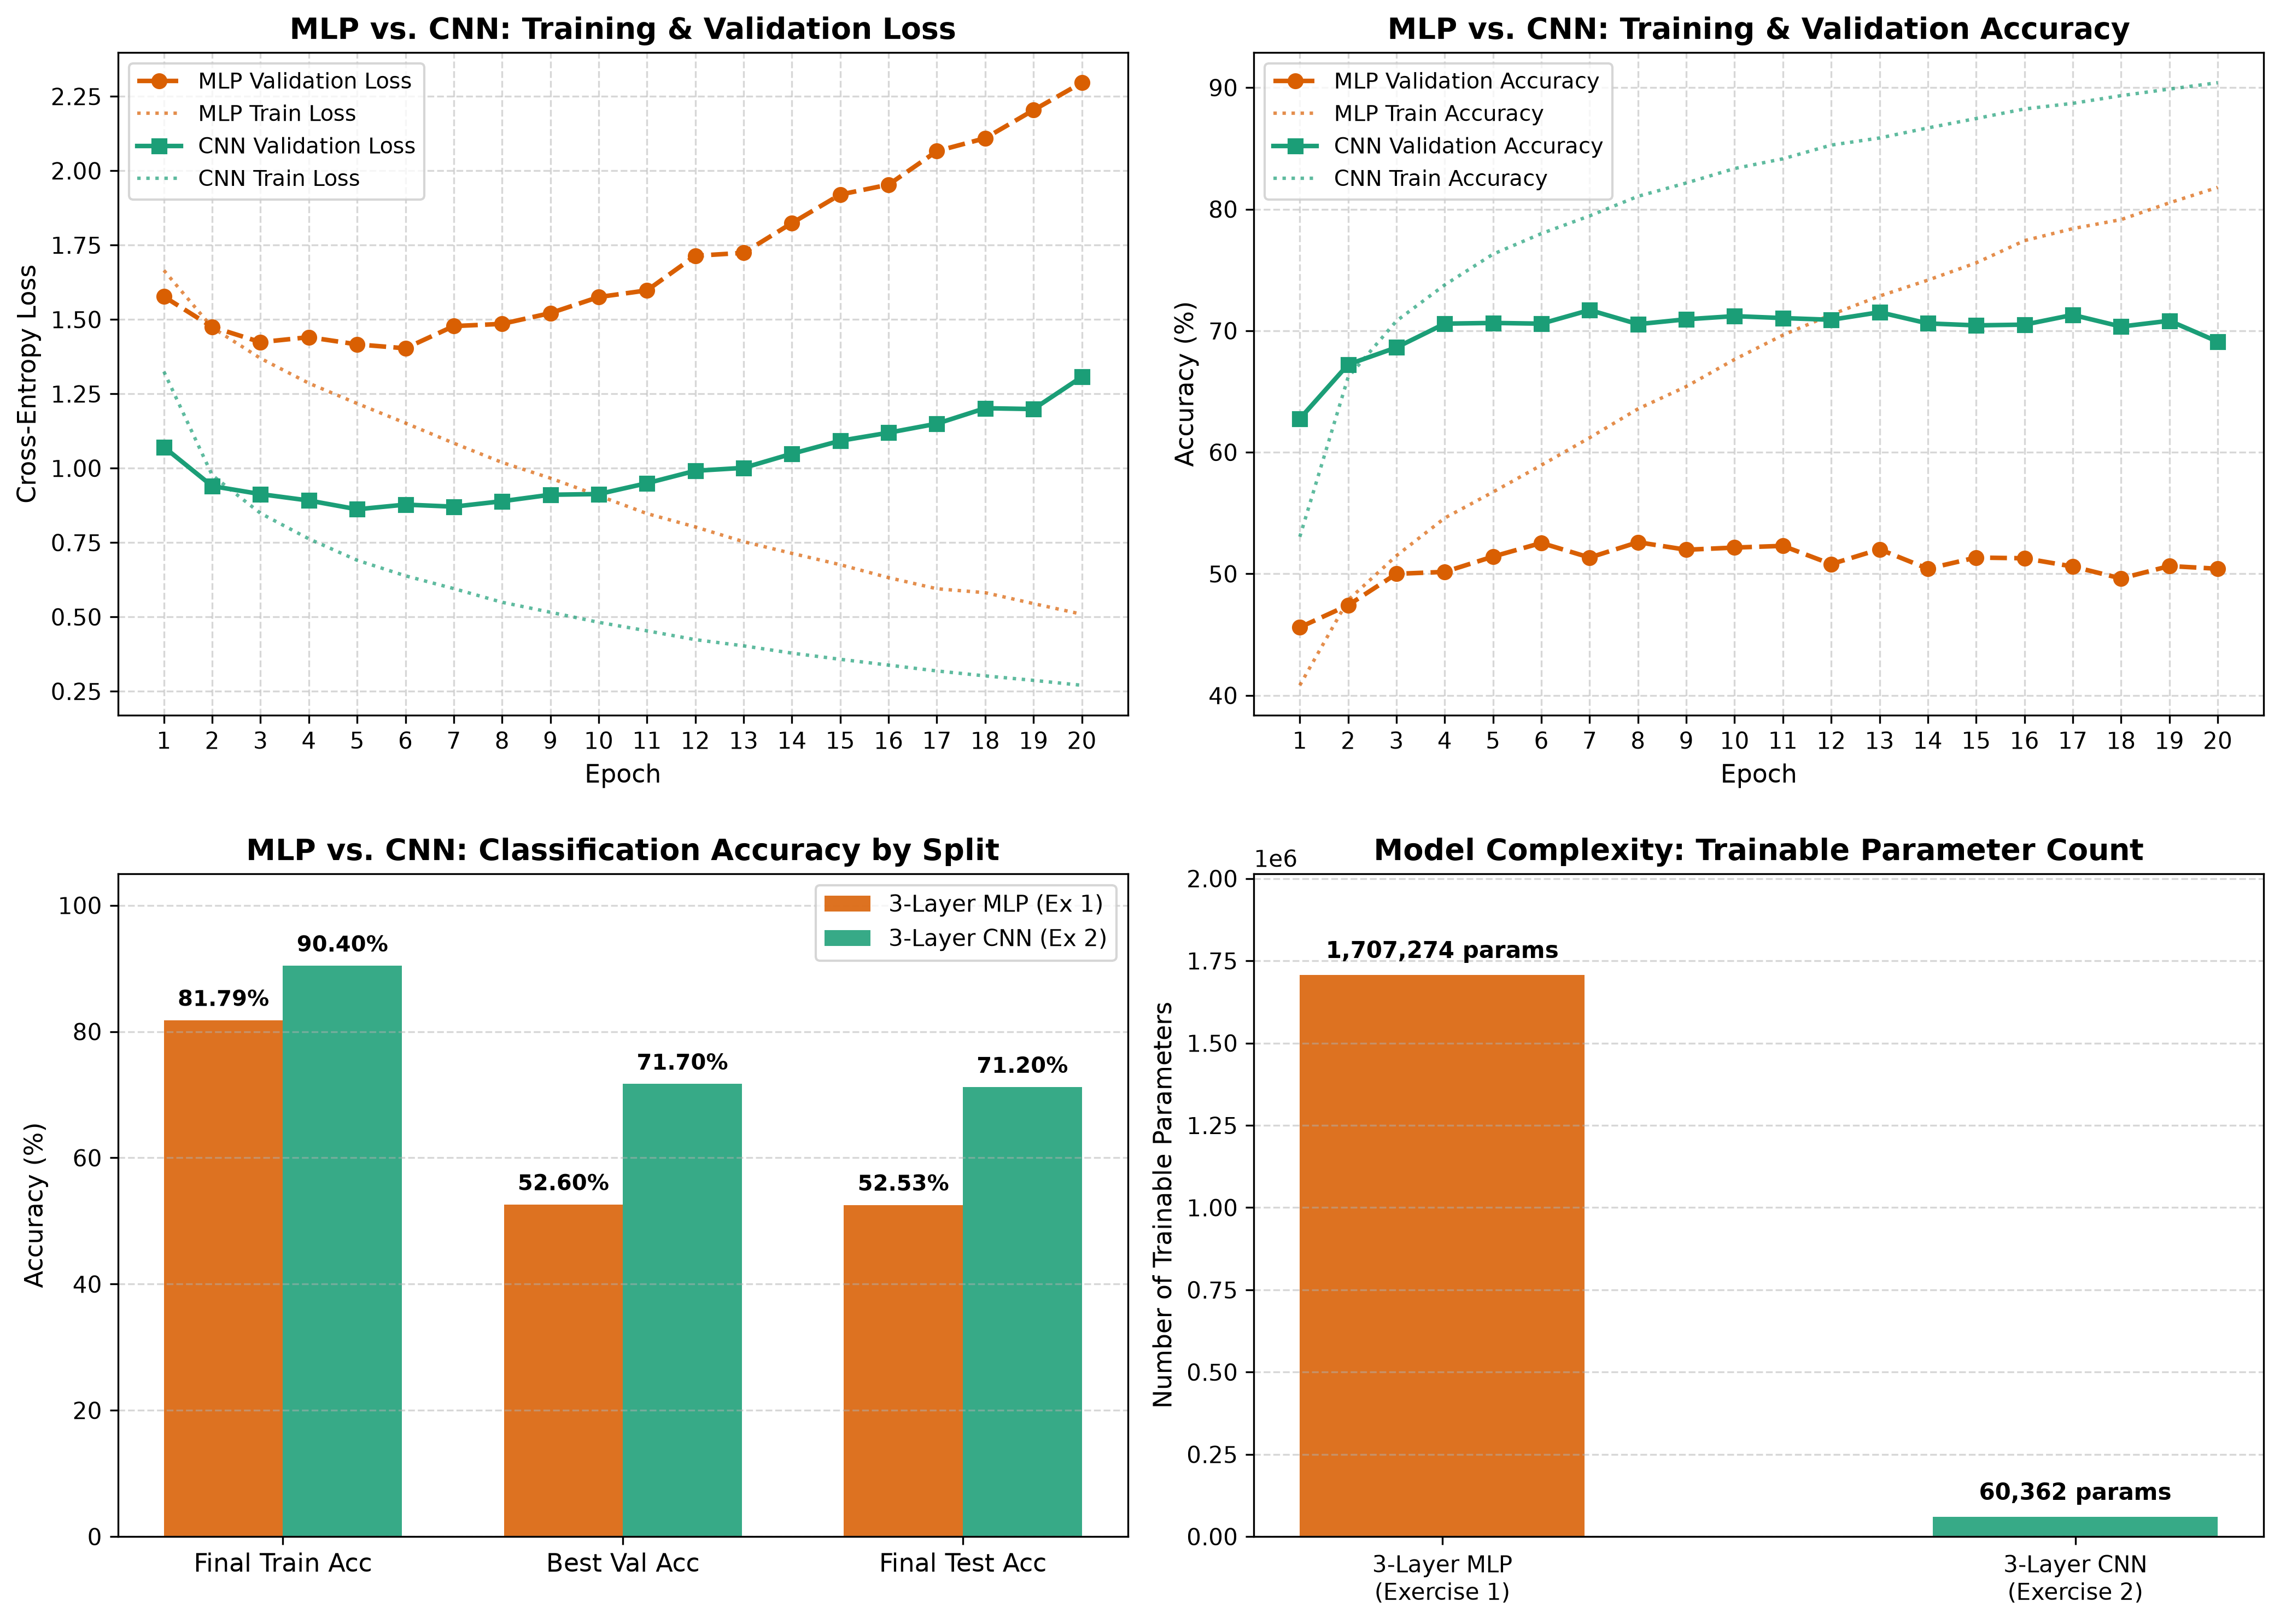 MLP vs. CNN: Training & Validation Loss
MLP Validation Loss
MLP Train Loss
CNN Validation Loss
CNN Train Loss
Cross-Entropy Loss
2.25
2.00
1.75
1.50
1.25
1.00
0.75
0.50
0.25
1 2 3 4 5 6 7 8 9 10 11 12 13 14 15 16 17 18 19 20
Epoch
MLP vs. CNN: Training & Validation Accuracy
MLP Validation Accuracy
MLP Train Accuracy
CNN Validation Accuracy
CNN Train Accuracy
Accuracy (%)
90
80
70
60
50
40
1 2 3 4 5 6 7 8 9 10 11 12 13 14 15 16 17 18 19 20
Epoch
MLP vs. CNN: Classification Accuracy by Split
3-Layer MLP (Ex 1)
3-Layer CNN (Ex 2)
Accuracy (%)
100
80
60
40
20
0
81.79%
90.40%
52.60%
71.70%
52.53%
71.20%
Final Train Acc
Best Val Acc
Final Test Acc
Model Complexity: Trainable Parameter Count
1e6
Number of Trainable Parameters
2.00
1.75
1.50
1.25
1.00
0.75
0.50
0.25
0.00
1,707,274 params
60,362 params
3-Layer MLP
(Exercise 1)
3-Layer CNN
(Exercise 2)